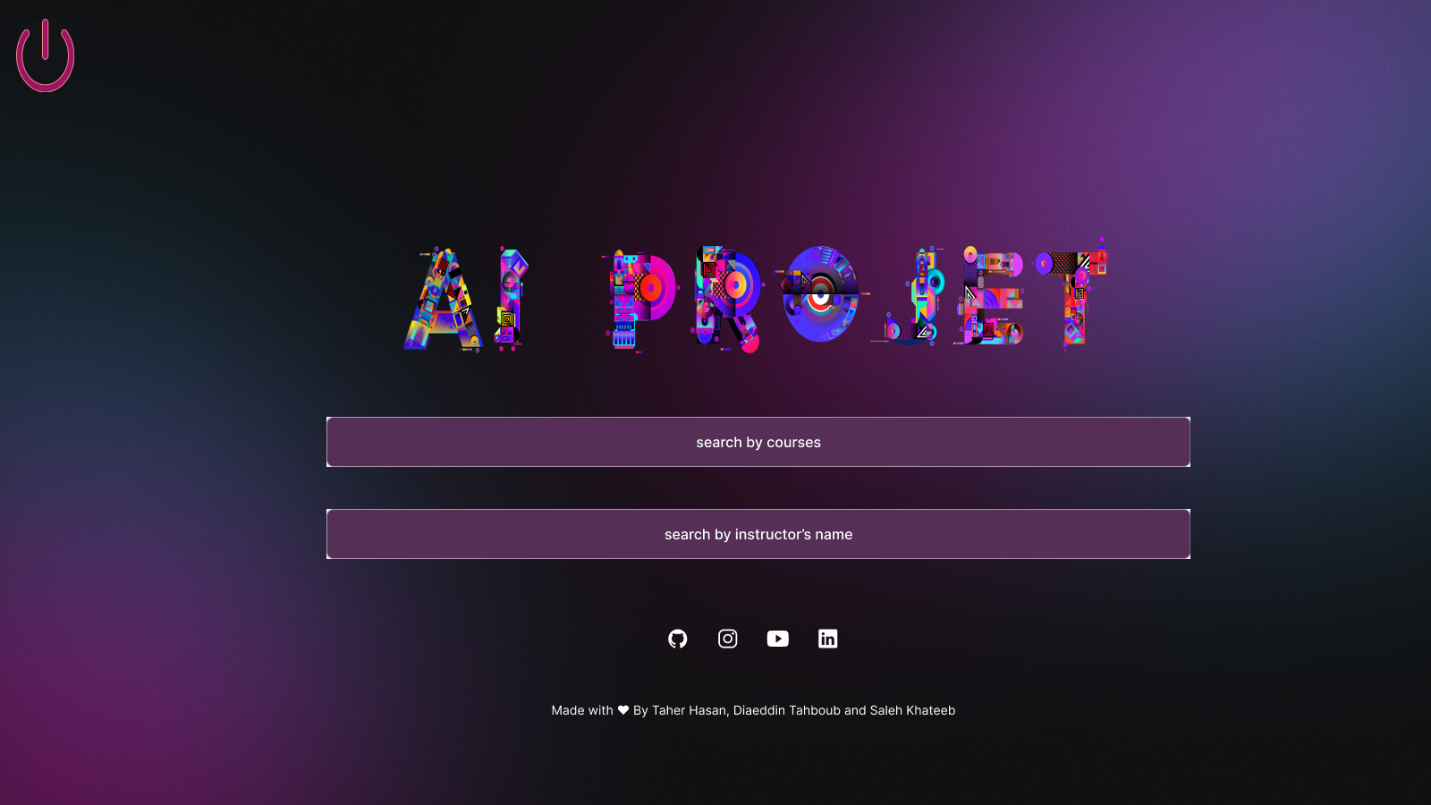 AI PROJET
search by courses
search by instructor’s name
Made with ♥ By Taher Hasan, Diaeddin Tahboub and Saleh Khateeb